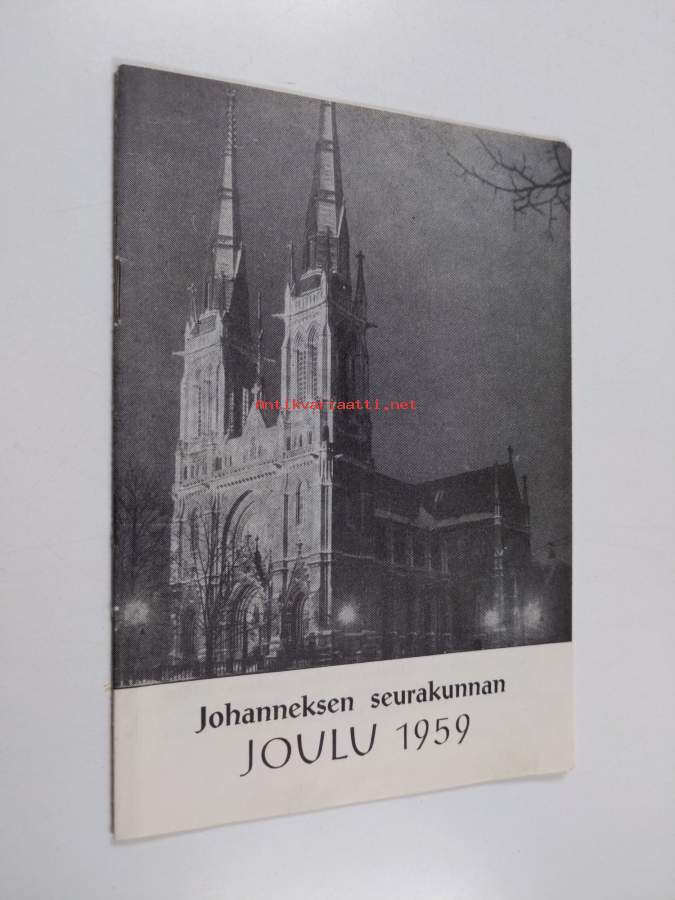 Antikvariaatti.net
Johanneksen seurakunnan
JOULU 1959